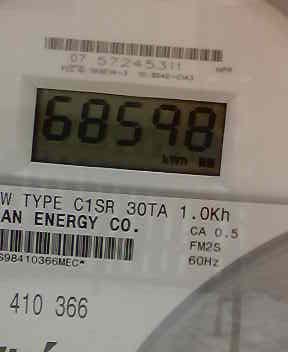 07 57245311
68598
kWH
W TYPE C1SR 30TA 1.0Kh
AN ENERGY CO.
CA 0.5
FM2S
S98410366MEC*
60Hz
410 366